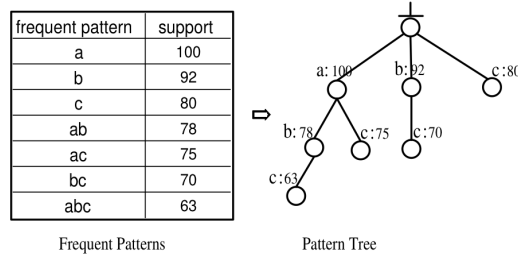 frequent pattern support
a 100
b 92
c 80
ab 78
ac 75
bc 70
abc 63
Frequent Patterns
a: 100
b: 92
c: 80
b: 78
c: 75
c: 70
c: 63
Pattern Tree